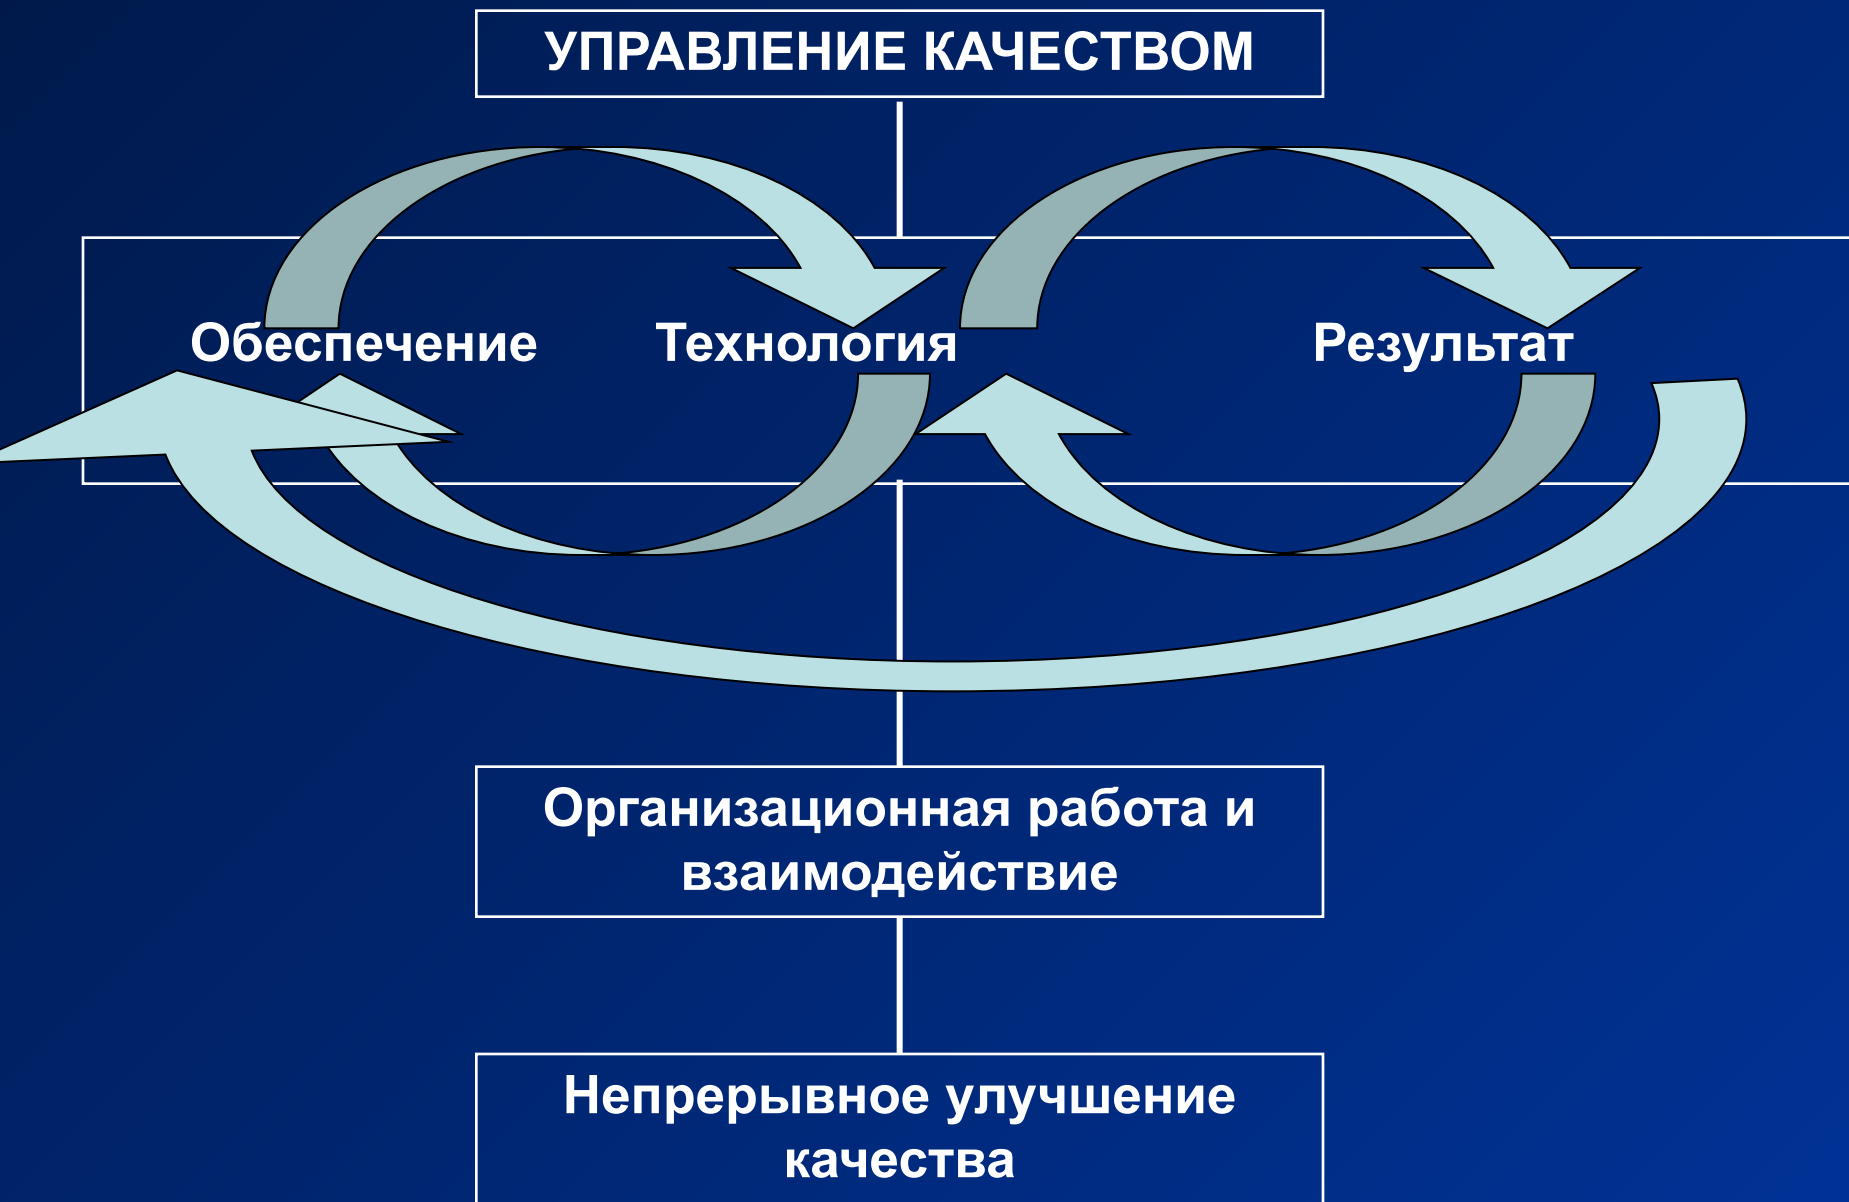 УПРАВЛЕНИЕ КАЧЕСТВОМ
Обеспечение Технология Результат
Организационная работа и
взаимодействие
Непрерывное улучшение
качества